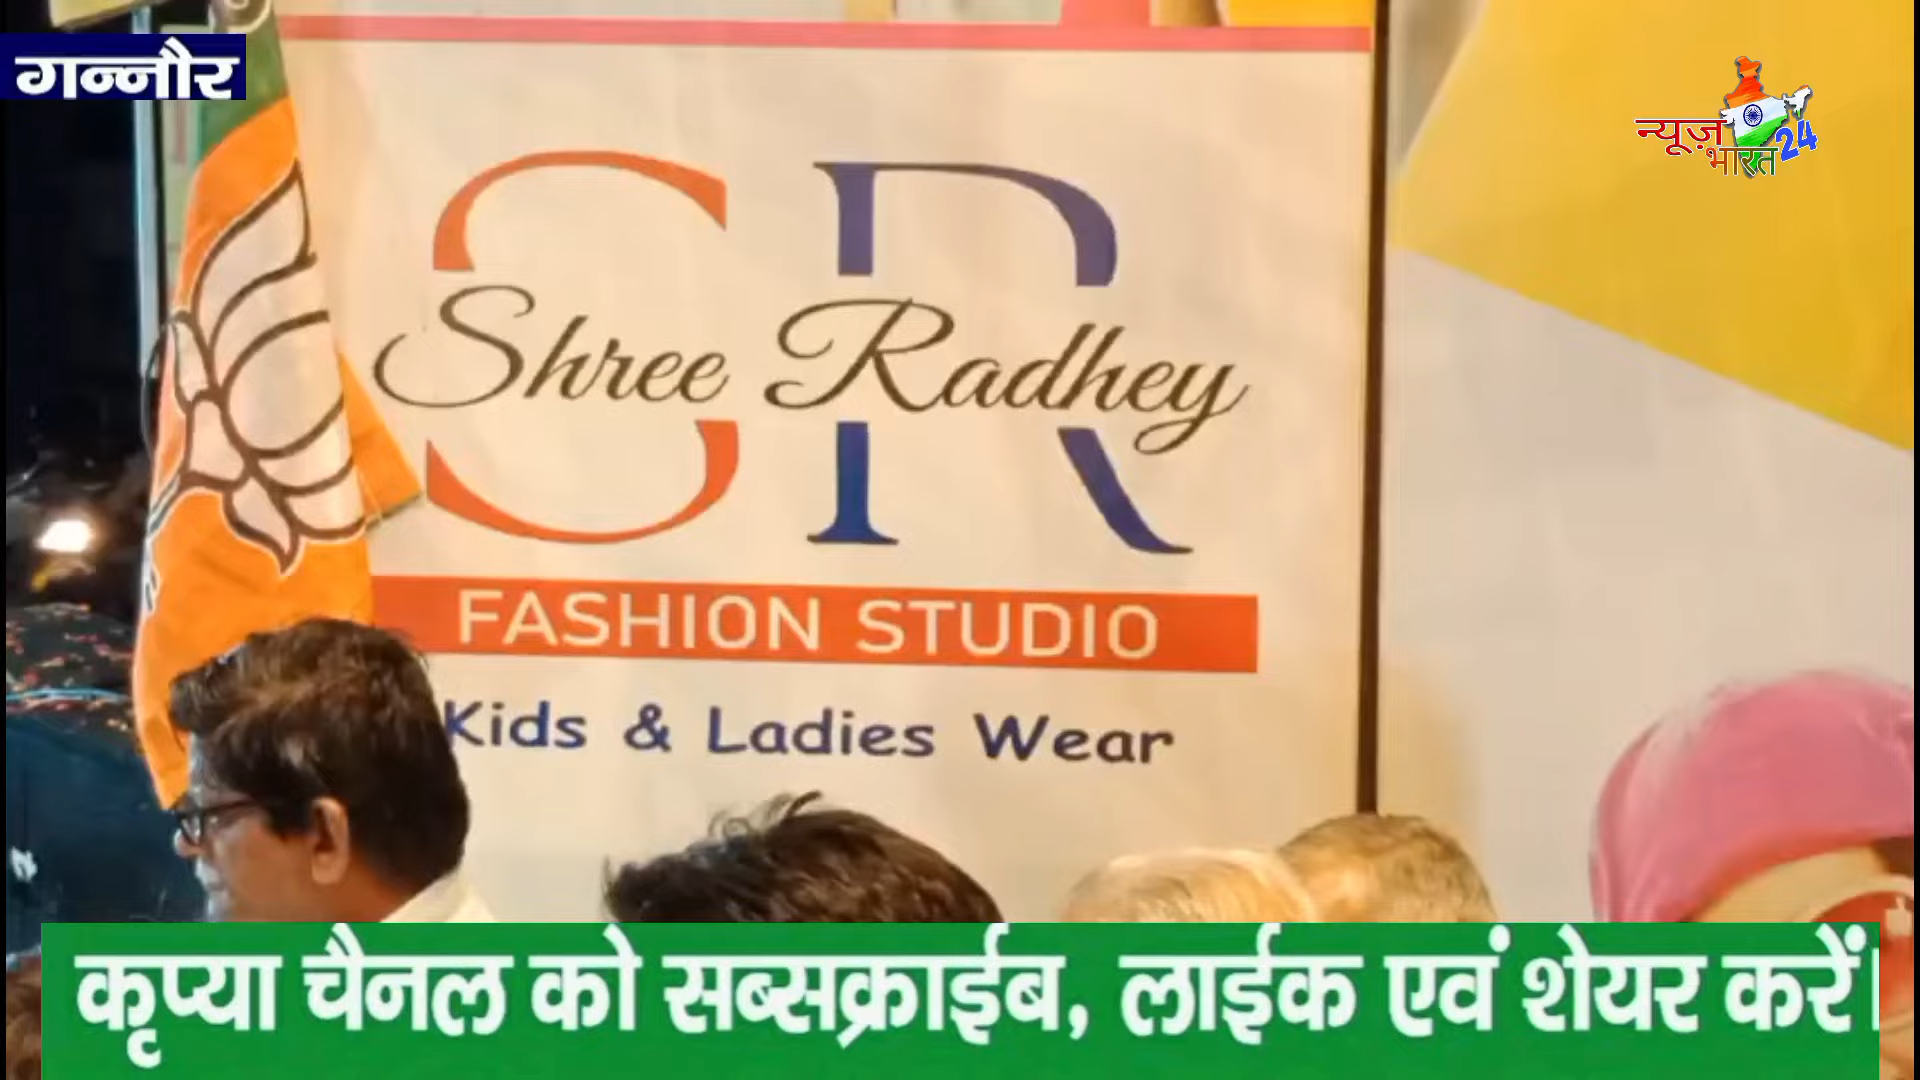 गन्नौर
न्यूज़
भारत 24
SR
Shree Radhey
FASHION STUDIO
Kids & Ladies Wear
कृप्या चैनल को सब्सक्राईब, लाईक एवं शेयर करें।